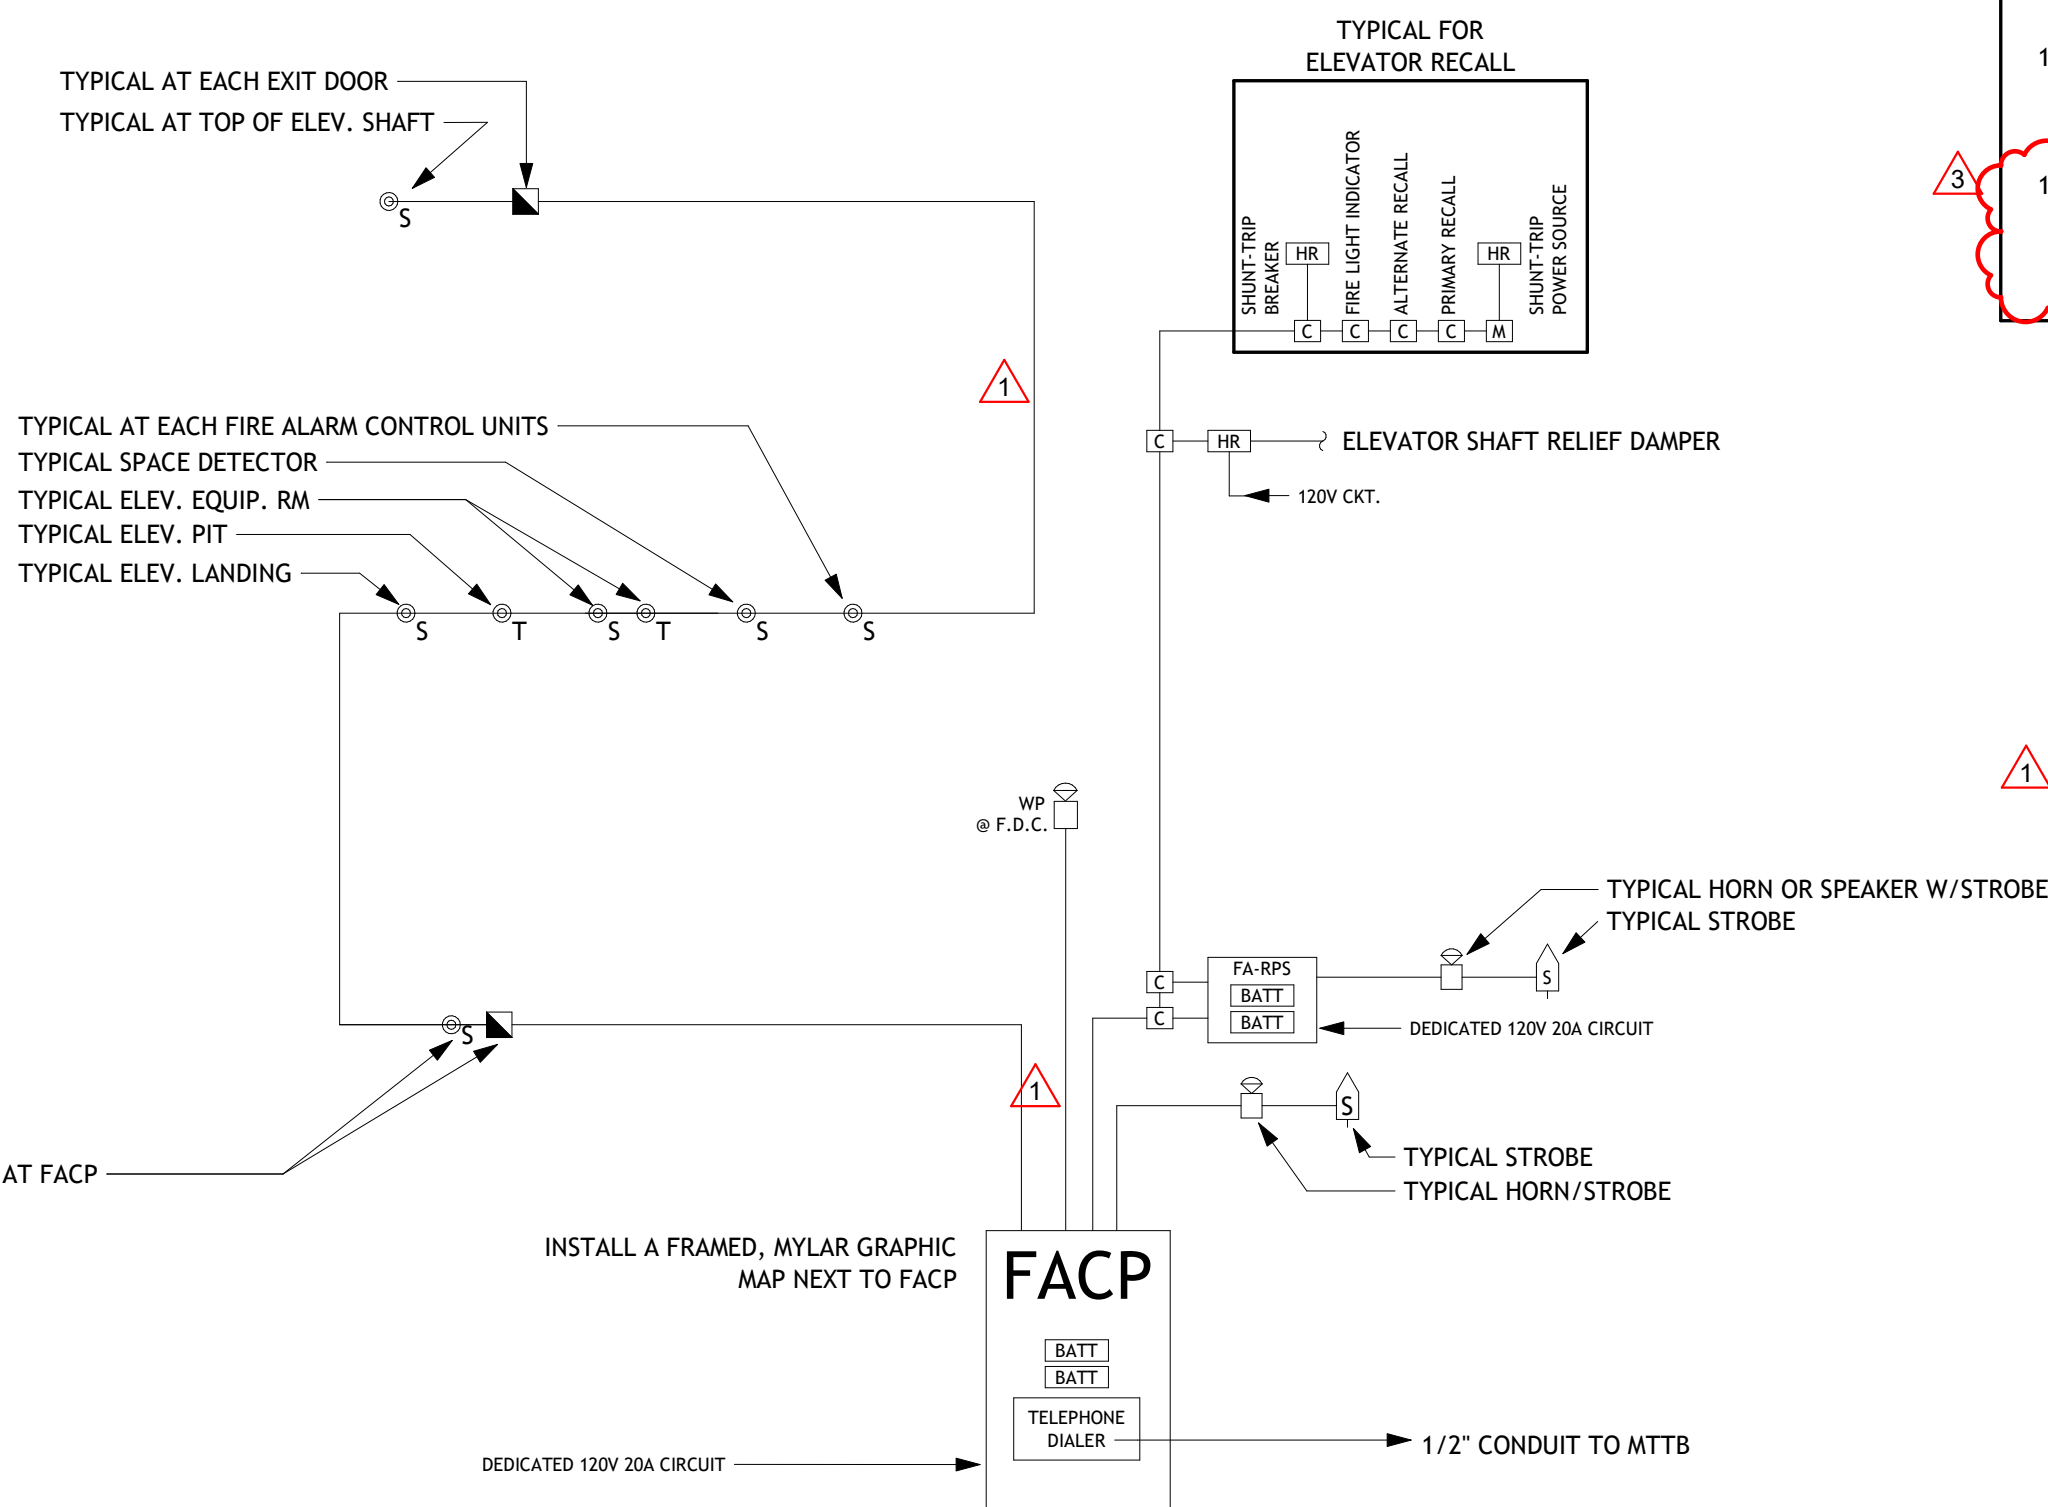 TYPICAL FOR
ELEVATOR RECALL
TYPICAL AT EACH EXIT DOOR
TYPICAL AT TOP OF ELEV. SHAFT
S
SHUNT-TRIP
BREAKER
HR
FIRE LIGHT INDICATOR
ALTERNATE RECALL
PRIMARY RECALL
HR
SHUNT-TRIP
POWER SOURCE
C C C C M
1
3
1
1
TYPICAL AT EACH FIRE ALARM CONTROL UNITS
TYPICAL SPACE DETECTOR
TYPICAL ELEV. EQUIP. RM
TYPICAL ELEV. PIT
TYPICAL ELEV. LANDING
S T S T S S
C HR ELEVATOR SHAFT RELIEF DAMPER
120V CKT.
1
WP
@ F.D.C.
TYPICAL HORN OR SPEAKER W/STROBE
TYPICAL STROBE
C
C
FA-RPS
BATT
BATT
S
DEDICATED 120V 20A CIRCUIT
S
AT FACP
1
S
TYPICAL STROBE
TYPICAL HORN/STROBE
INSTALL A FRAMED, MYLAR GRAPHIC
MAP NEXT TO FACP
FACP
BATT
BATT
TELEPHONE
DIALER
1/2" CONDUIT TO MTTB
DEDICATED 120V 20A CIRCUIT